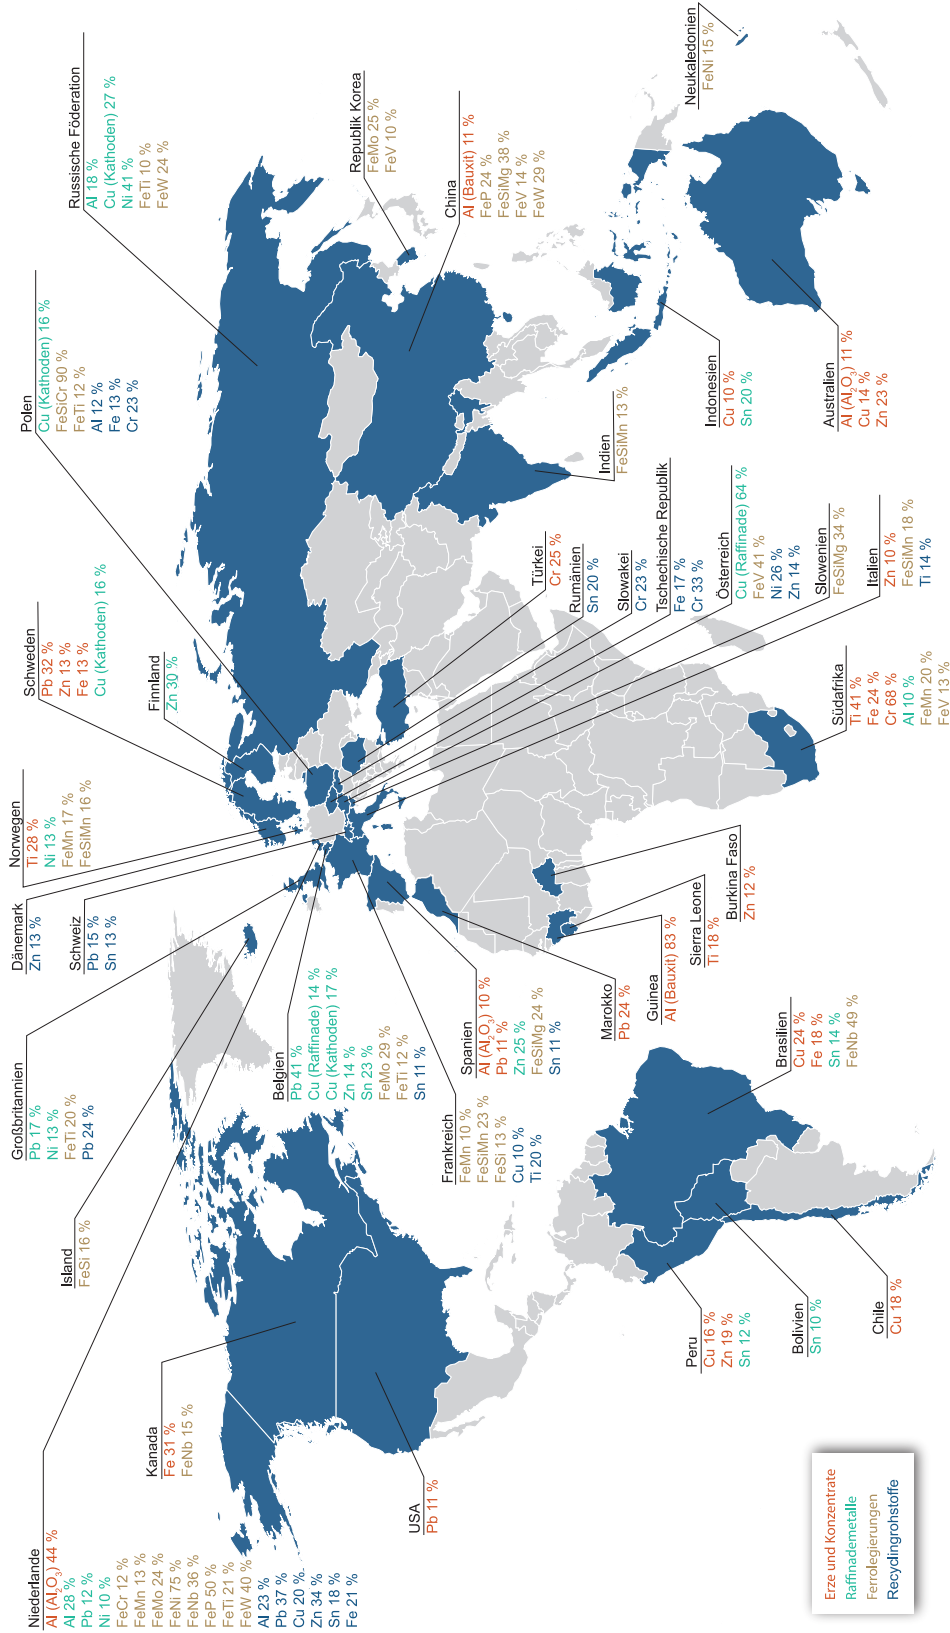 Niederlande
Al (Al₂O₃) 44 %
Al 28 %
Pb 12 %
Ni 10 %
FeCr 12 %
FeMn 13 %
FeMo 24 %
FeNi 75 %
FeNb 36 %
FeP 50 %
FeTi 21 %
FeW 40 %
Al 23 %
Pb 37 %
Cu 20 %
Zn 34 %
Sn 18 %
Fe 21 %
Island
FeSi 16 %
Großbritannien
Pb 17 %
Ni 13 %
FeTi 20 %
Pb 24 %
Dänemark
Zn 13 %
Schweiz
Pb 15 %
Sn 13 %
Norwegen
Ti 28 %
Ni 13 %
FeMn 17 %
FeSiMn 16 %
Schweden
Pb 32 %
Zn 13 %
Fe 13 %
Cu (Kathoden) 16 %
Finnland
Zn 30 %
Polen
Cu (Kathoden) 16 %
FeSiCr 90 %
FeTi 12 %
Al 12 %
Fe 13 %
Cr 23 %
Russische Föderation
Al 18 %
Cu (Kathoden) 27 %
Ni 41 %
FeTi 10 %
FeW 24 %
Kanada
Fe 31 %
FeNb 15 %
USA
Pb 11 %
Belgien
Pb 41 %
Cu (Raffinade) 14 %
Cu (Kathoden) 17 %
Zn 14 %
Sn 23 %
FeMo 29 %
FeTi 12 %
Sn 11 %
Frankreich
FeMn 10 %
FeSiMn 23 %
FeSi 13 %
Cu 10 %
Ti 20 %
Spanien
Al (Al₂O₃) 10 %
Pb 11 %
Zn 25 %
FeSiMg 24 %
Sn 11 %
Marokko
Pb 24 %
Guinea
Al (Bauxit) 83 %
Sierra Leone
Ti 18 %
Burkina Faso
Zn 12 %
Republik Korea
FeMo 25 %
FeV 10 %
China
Al (Bauxit) 11 %
FeP 24 %
FeSiMg 38 %
FeV 14 %
FeW 29 %
Neukaledonien
FeNi 15 %
Indien
FeSiMn 13 %
Türkei
Cr 25 %
Rumänien
Sn 20 %
Slowakei
Cr 23 %
Tschechische Republik
Fe 17 %
Cr 33 %
Österreich
Cu (Raffinade) 64 %
FeV 41 %
Ni 26 %
Zn 14 %
Slowenien
FeSiMg 34 %
Italien
Zn 10 %
FeSiMn 18 %
Ti 14 %
Indonesien
Cu 10 %
Sn 20 %
Australien
Al (Al₂O₃) 11 %
Cu 14 %
Zn 23 %
Südafrika
Ti 41 %
Fe 24 %
Cr 68 %
Al 10 %
FeMn 20 %
FeV 13 %
Peru
Cu 16 %
Zn 19 %
Sn 12 %
Bolivien
Sn 10 %
Chile
Cu 18 %
Brasilien
Cu 24 %
Fe 18 %
Sn 14 %
FeNb 49 %
Erze und Konzentrate
Raffinademetalle
Ferrolegierungen
Recyclingrohstoffe